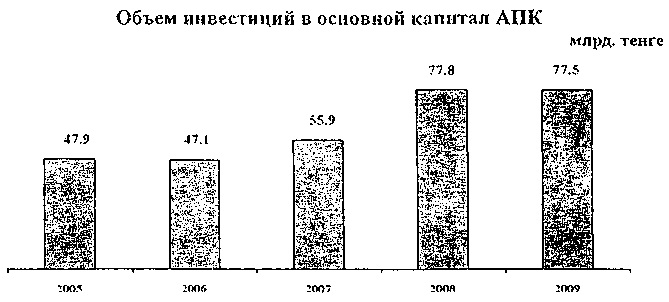 Объем инвестиций в основной капитал АПК
млрд. тенге
77.8 77.5
55.9
47.9 47.1
2005 2006 2007 2008 2009